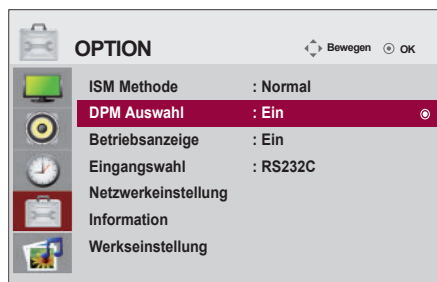 OPTION Bewegen OK
ISM Methode : Normal
DPM Auswahl : Ein
Betriebsanzeige : Ein
Eingangswahl : RS232C
Netzwerkeinstellung
Information
Werkseinstellung